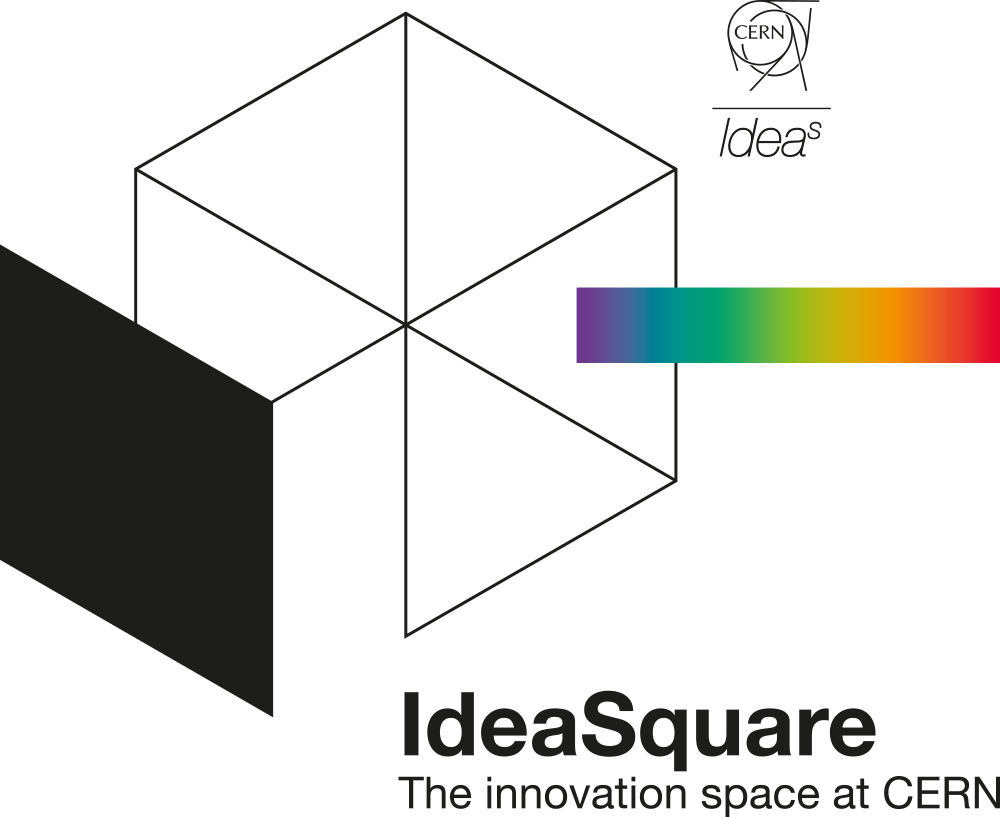 CERN
Ideaˢ
IdeaSquare
The innovation space at CERN